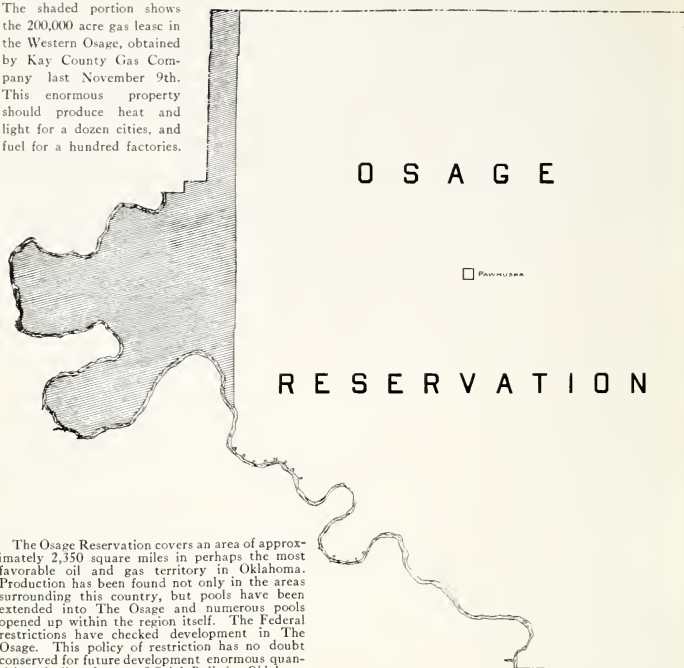 The shaded portion shows
the 200,000 acre gas lease in
the Western Osage, obtained
by Kay County Gas Com-
pany last November 9th.
This enormous property
should produce heat and
light for a dozen cities, and
fuel for a hundred factories.
OSAGE
PAWHUSKA
RESERVATION
The Osage Reservation covers an area of approx-
imately 2,350 square miles in perhaps the most
favorable oil and gas territory in Oklahoma.
Production has been found not only in the areas
surrounding this country, but pools have been
extended into The Osage and numerous pools
opened up within the region itself. The Federal
restrictions have checked development in The
Osage. This policy of restriction has no doubt
conserved for future development enormous quan-